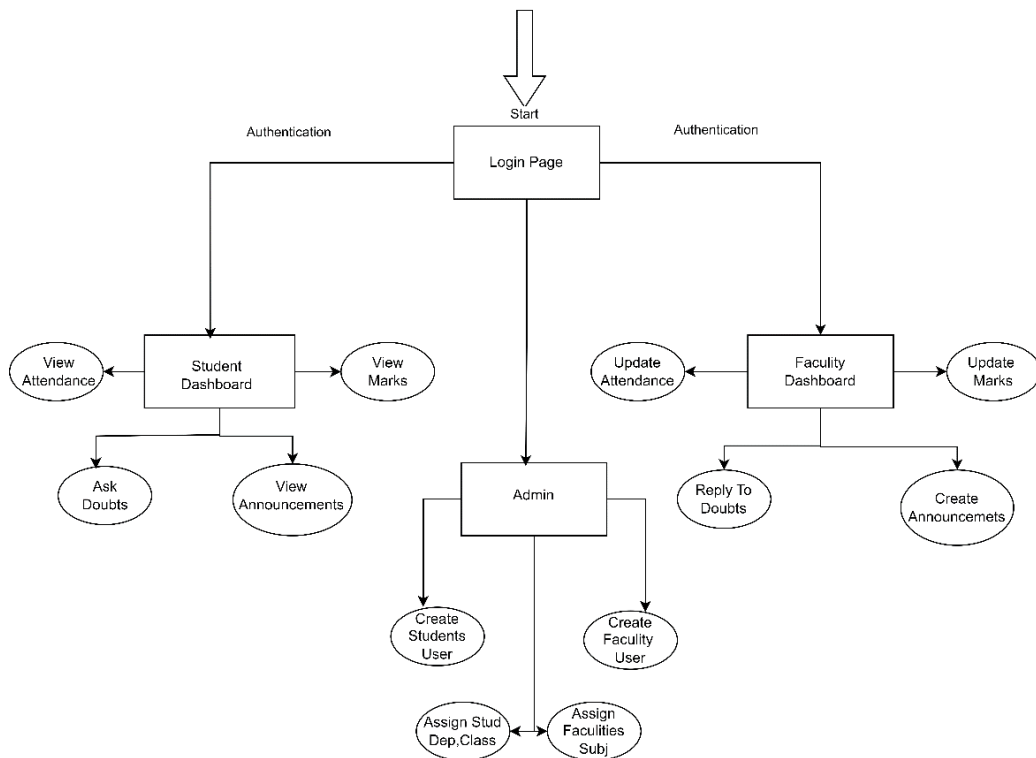 Start
Authentication
Authentication
Login Page
View
Attendance
Student
Dashboard
View
Marks
Update
Attendance
Faculity
Dashboard
Update
Marks
Ask
Doubts
View
Announcements
Admin
Reply To
Doubts
Create
Announcemets
Create
Students
User
Create
Faculity
User
Assign Stud
Dep,Class
Assign
Faculities
Subj